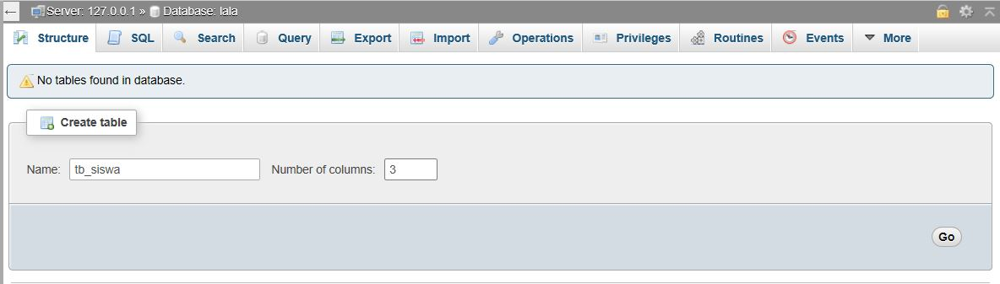 Server: 127.0.0.1 » Database: lala
Structure SQL Search Query Export Import Operations Privileges Routines Events More
No tables found in database.
Create table
Name: tb_siswa Number of columns: 3
Go